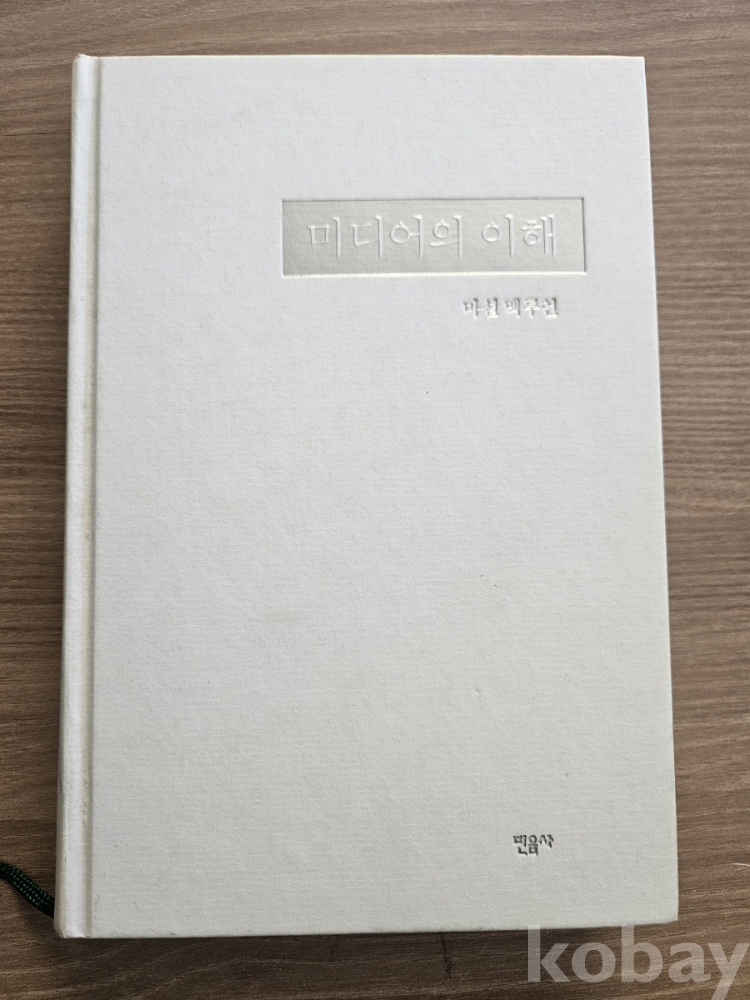 미디어의 이해
마셜 맥루언
민음사
kobay